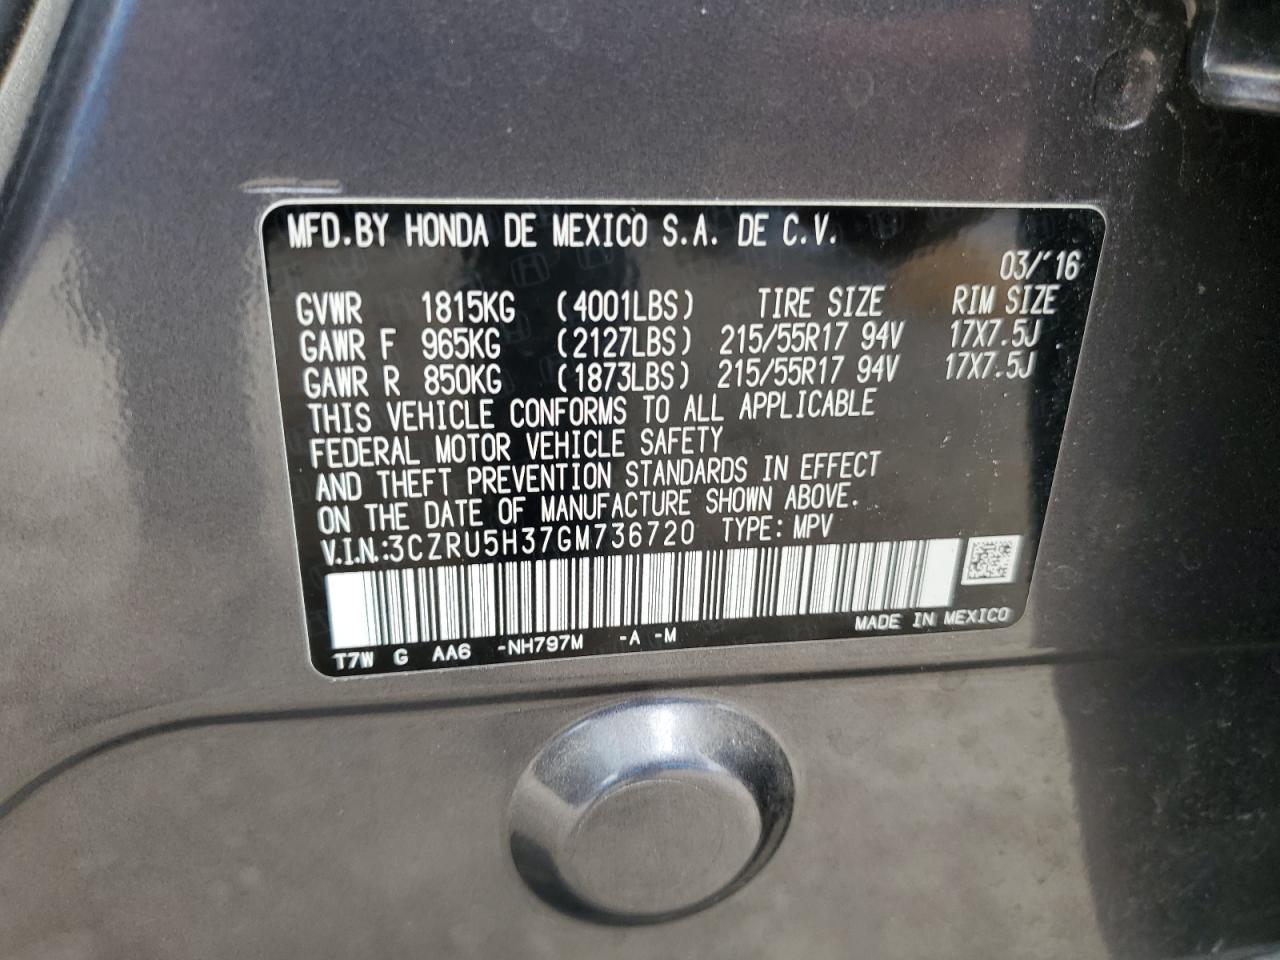 MFD.BY HONDA DE MEXICO S.A. DE C.V.
03/'16
GVWR 1815KG (4001LBS) TIRE SIZE RIM SIZE
GAWR F 965KG (2127LBS) 215/55R17 94V 17X7.5J
GAWR R 850KG (1873LBS) 215/55R17 94V 17X7.5J
THIS VEHICLE CONFORMS TO ALL APPLICABLE
FEDERAL MOTOR VEHICLE SAFETY
AND THEFT PREVENTION STANDARDS IN EFFECT
ON THE DATE OF MANUFACTURE SHOWN ABOVE.
V.I.N.:3CZRU5H37GM736720 TYPE: MPV
MADE IN MEXICO
T7W G AA6 -NH797M -A -M